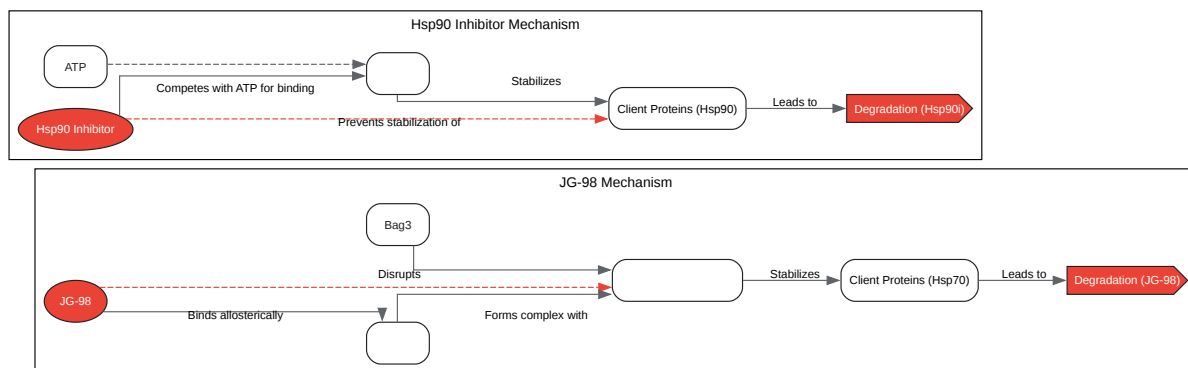 Hsp90 Inhibitor Mechanism
ATP
Competes with ATP for binding
Stabilizes
Client Proteins (Hsp90)
Leads to
Degradation (Hsp90i)
Hsp90 Inhibitor
Prevents stabilization of
JG-98 Mechanism
Bag3
Disrupts
Stabilizes
Client Proteins (Hsp70)
Leads to
Degradation (JG-98)
JG-98
Binds allosterically
Forms complex with